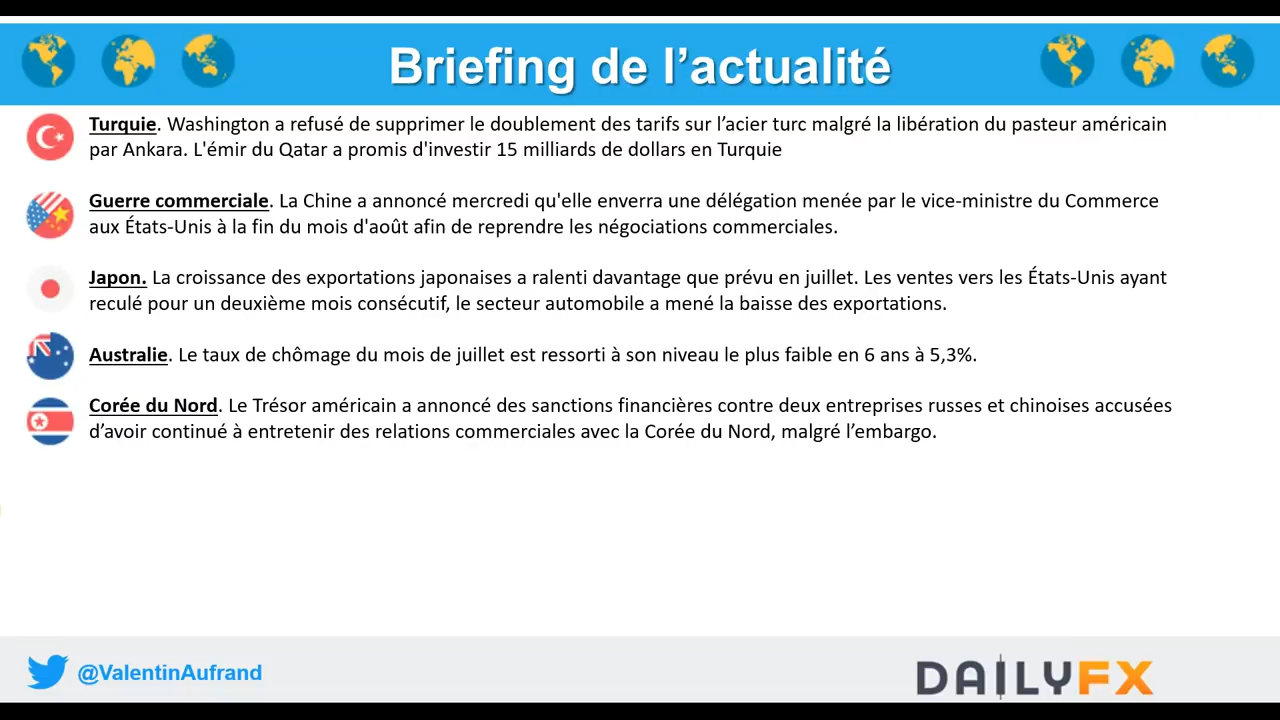 Briefing de l’actualité
Turquie. Washington a refusé de supprimer le doublement des tarifs sur l’acier turc malgré la libération du pasteur américain
par Ankara. L'émir du Qatar a promis d'investir 15 milliards de dollars en Turquie
Guerre commerciale. La Chine a annoncé mercredi qu'elle enverra une délégation menée par le vice-ministre du Commerce
aux États-Unis à la fin du mois d'août afin de reprendre les négociations commerciales.
Japon. La croissance des exportations japonaises a ralenti davantage que prévu en juillet. Les ventes vers les États-Unis ayant
reculé pour un deuxième mois consécutif, le secteur automobile a mené la baisse des exportations.
Australie. Le taux de chômage du mois de juillet est ressorti à son niveau le plus faible en 6 ans à 5,3%.
Corée du Nord. Le Trésor américain a annoncé des sanctions financières contre deux entreprises russes et chinoises accusées
d’avoir continué à entretenir des relations commerciales avec la Corée du Nord, malgré l’embargo.
@ValentinAufrand
DAILYFX